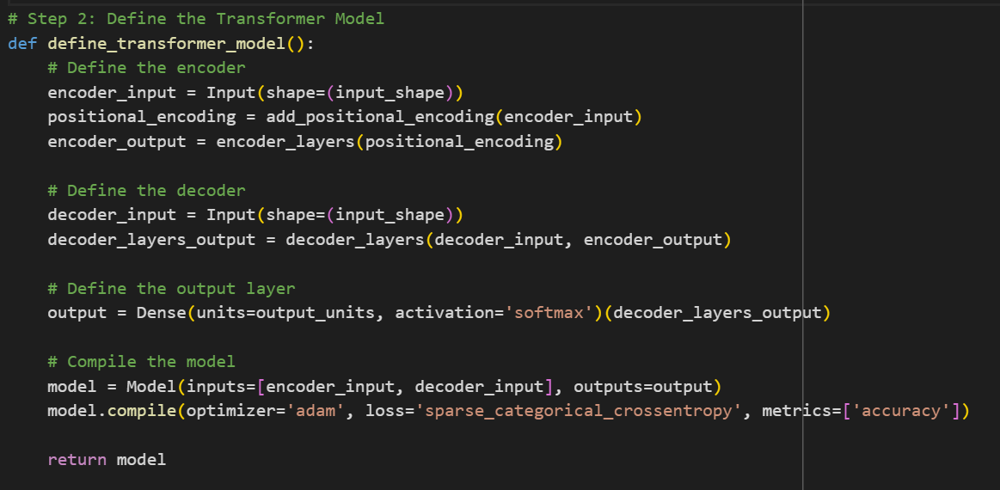 # Step 2: Define the Transformer Model
def define_transformer_model():
    # Define the encoder
    encoder_input = Input(shape=(input_shape))
    positional_encoding = add_positional_encoding(encoder_input)
    encoder_output = encoder_layers(positional_encoding)

    # Define the decoder
    decoder_input = Input(shape=(input_shape))
    decoder_layers_output = decoder_layers(decoder_input, encoder_output)

    # Define the output layer
    output = Dense(units=output_units, activation='softmax')(decoder_layers_output)

    # Compile the model
    model = Model(inputs=[encoder_input, decoder_input], outputs=output)
    model.compile(optimizer='adam', loss='sparse_categorical_crossentropy', metrics=['accuracy'])

    return model